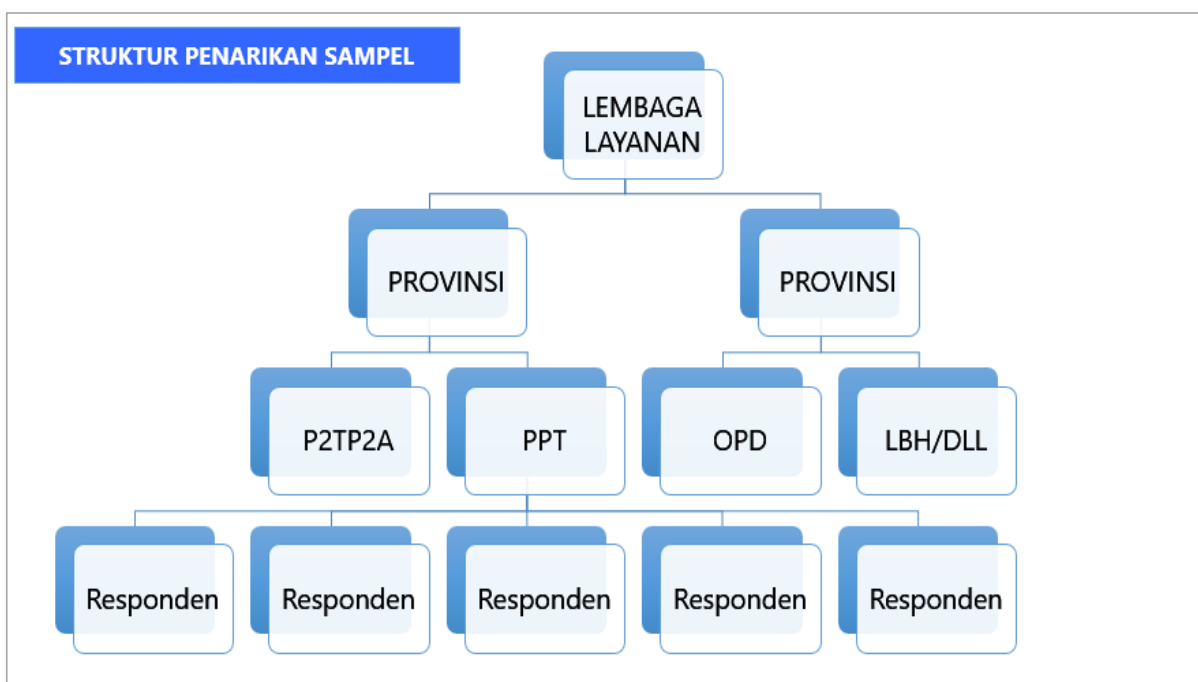 STRUKTUR PENARIKAN SAMPEL
LEMBAGA
LAYANAN
PROVINSI
PROVINSI
P2TP2A
PPT
OPD
LBH/DLL
Responden
Responden
Responden
Responden
Responden